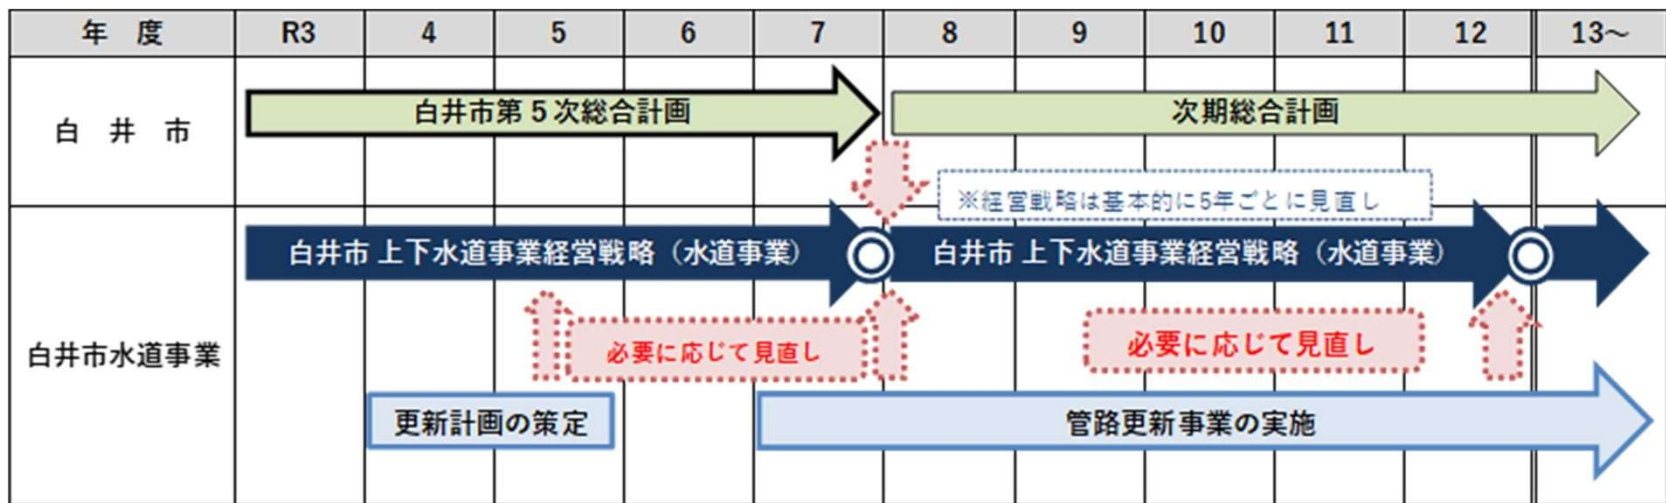 年 度 R3 4 5 6 7 8 9 10 11 12 13～
白 井 市
白井市第5次総合計画
次期総合計画
※経営戦略は基本的に5年ごとに見直し
白井市水道事業
白井市 上下水道事業経営戦略（水道事業）
白井市 上下水道事業経営戦略（水道事業）
必要に応じて見直し
必要に応じて見直し
更新計画の策定
管路更新事業の実施